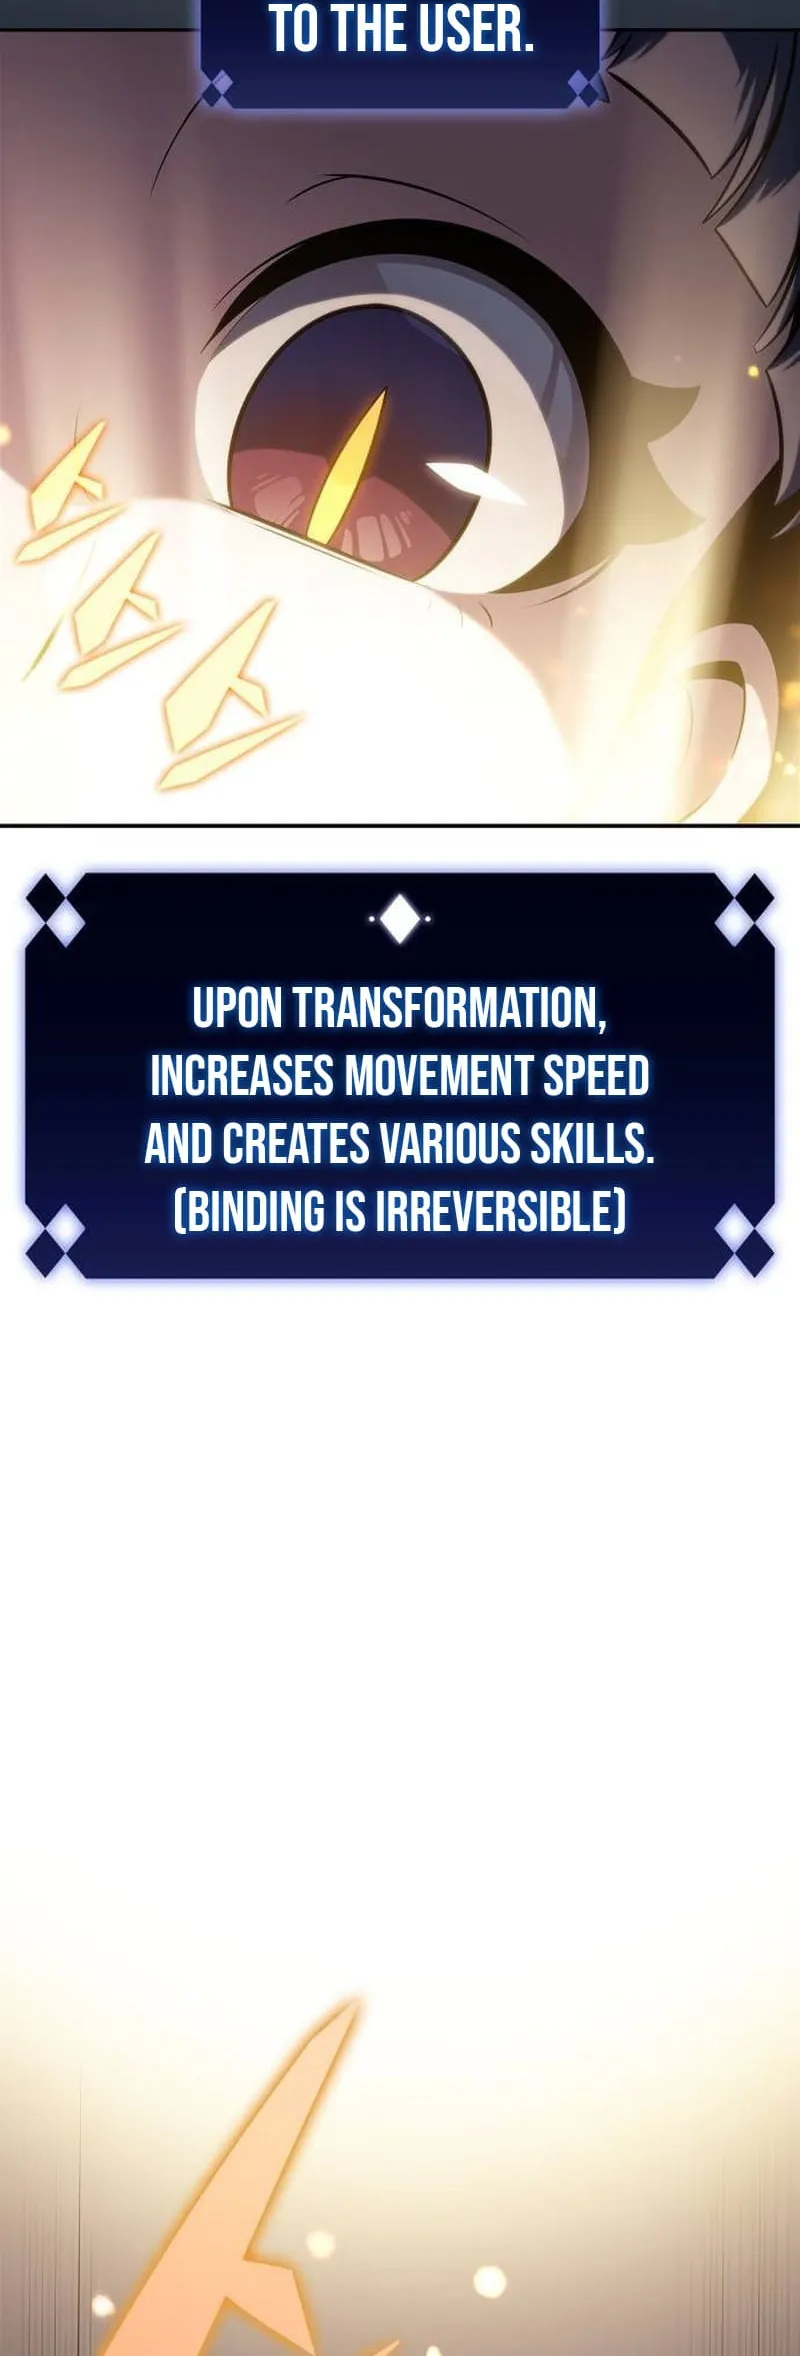 TO THE USER.
스스스
UPON TRANSFORMATION,
INCREASES MOVEMENT SPEED
AND CREATES VARIOUS SKILLS.
(BINDING IS IRREVERSIBLE)